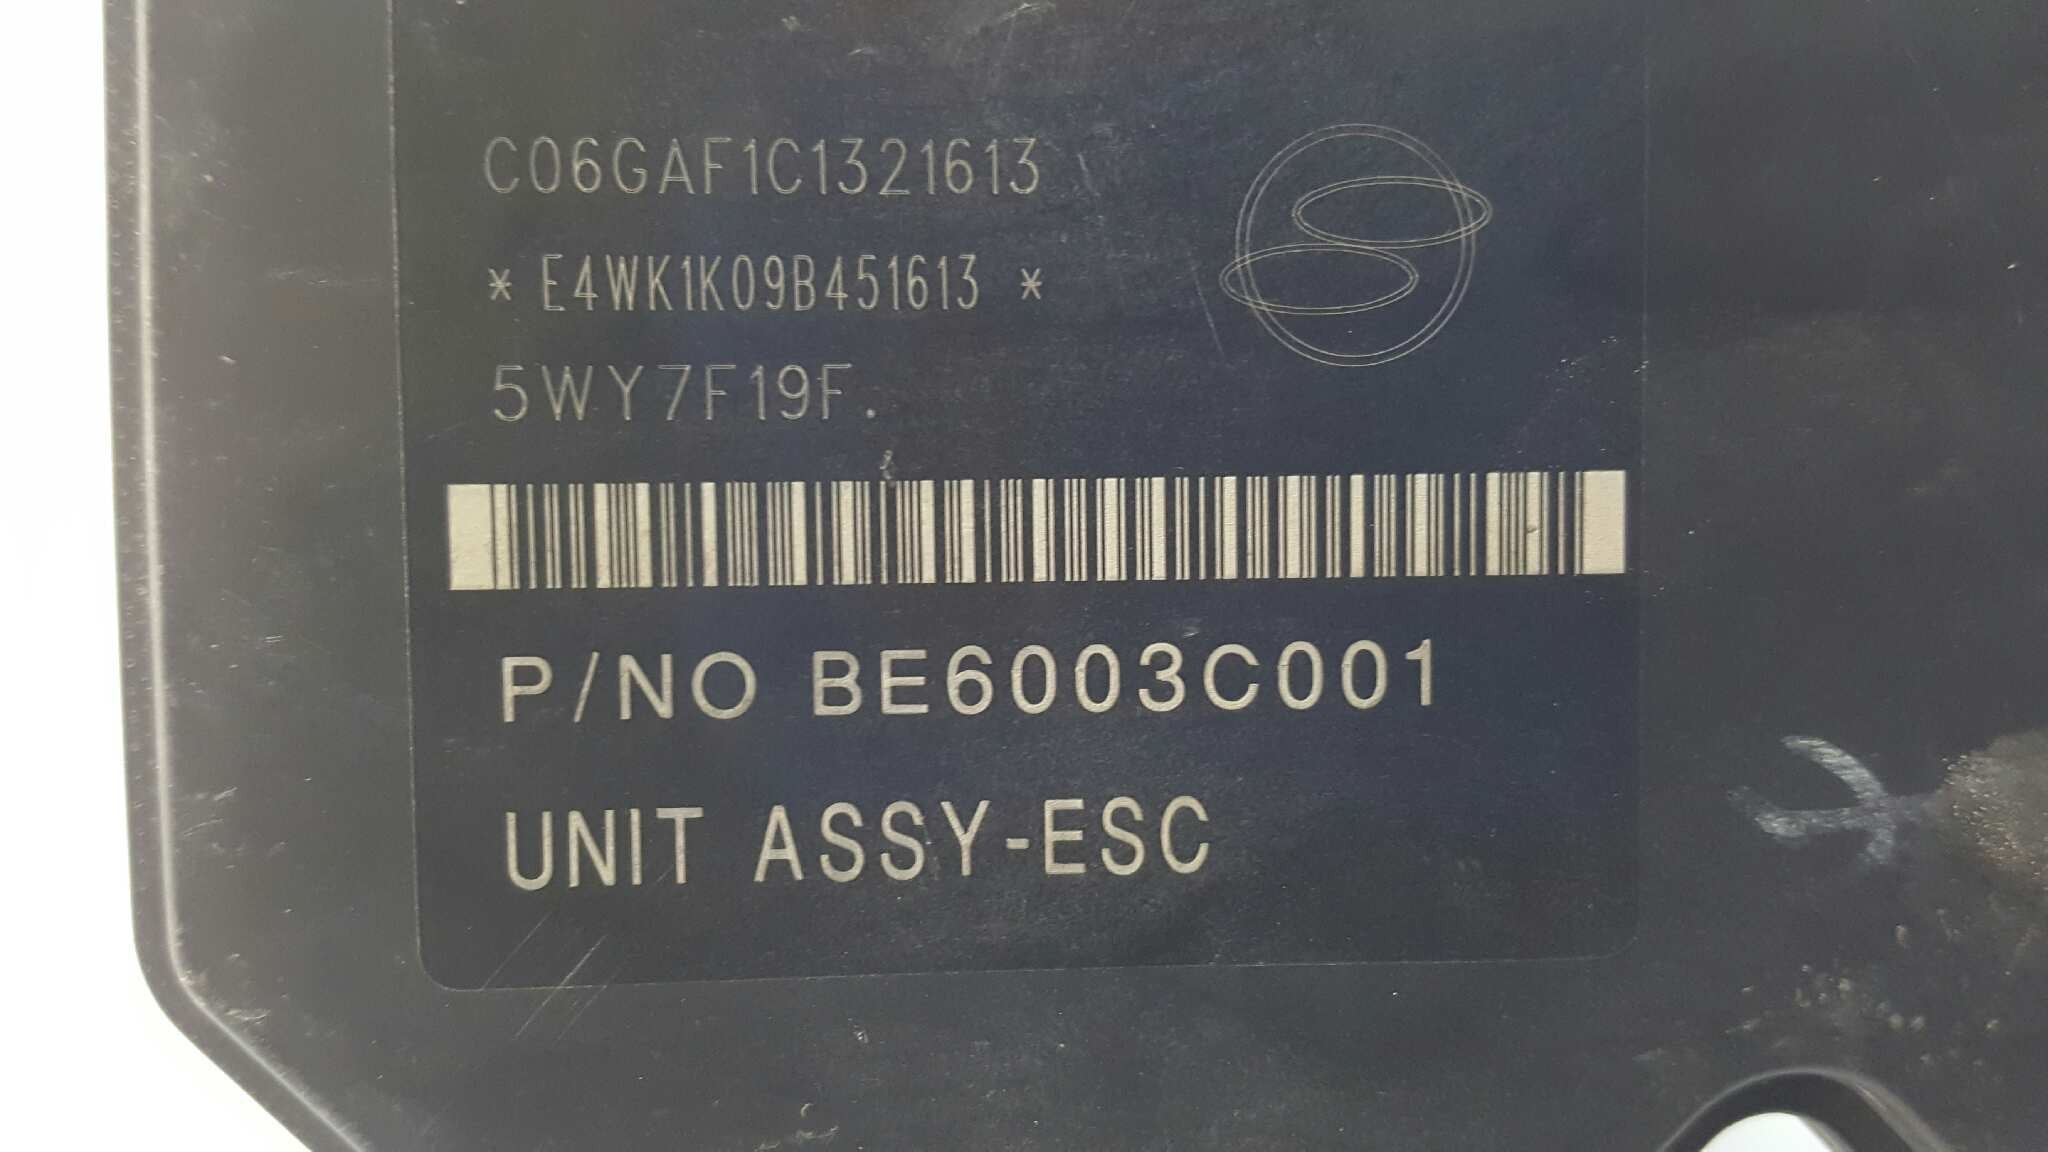 C06GAF1C1321613
* E4WK1K09B451613 *
5WY7F19F.
P/NO BE6003C001
UNIT ASSY-ESC